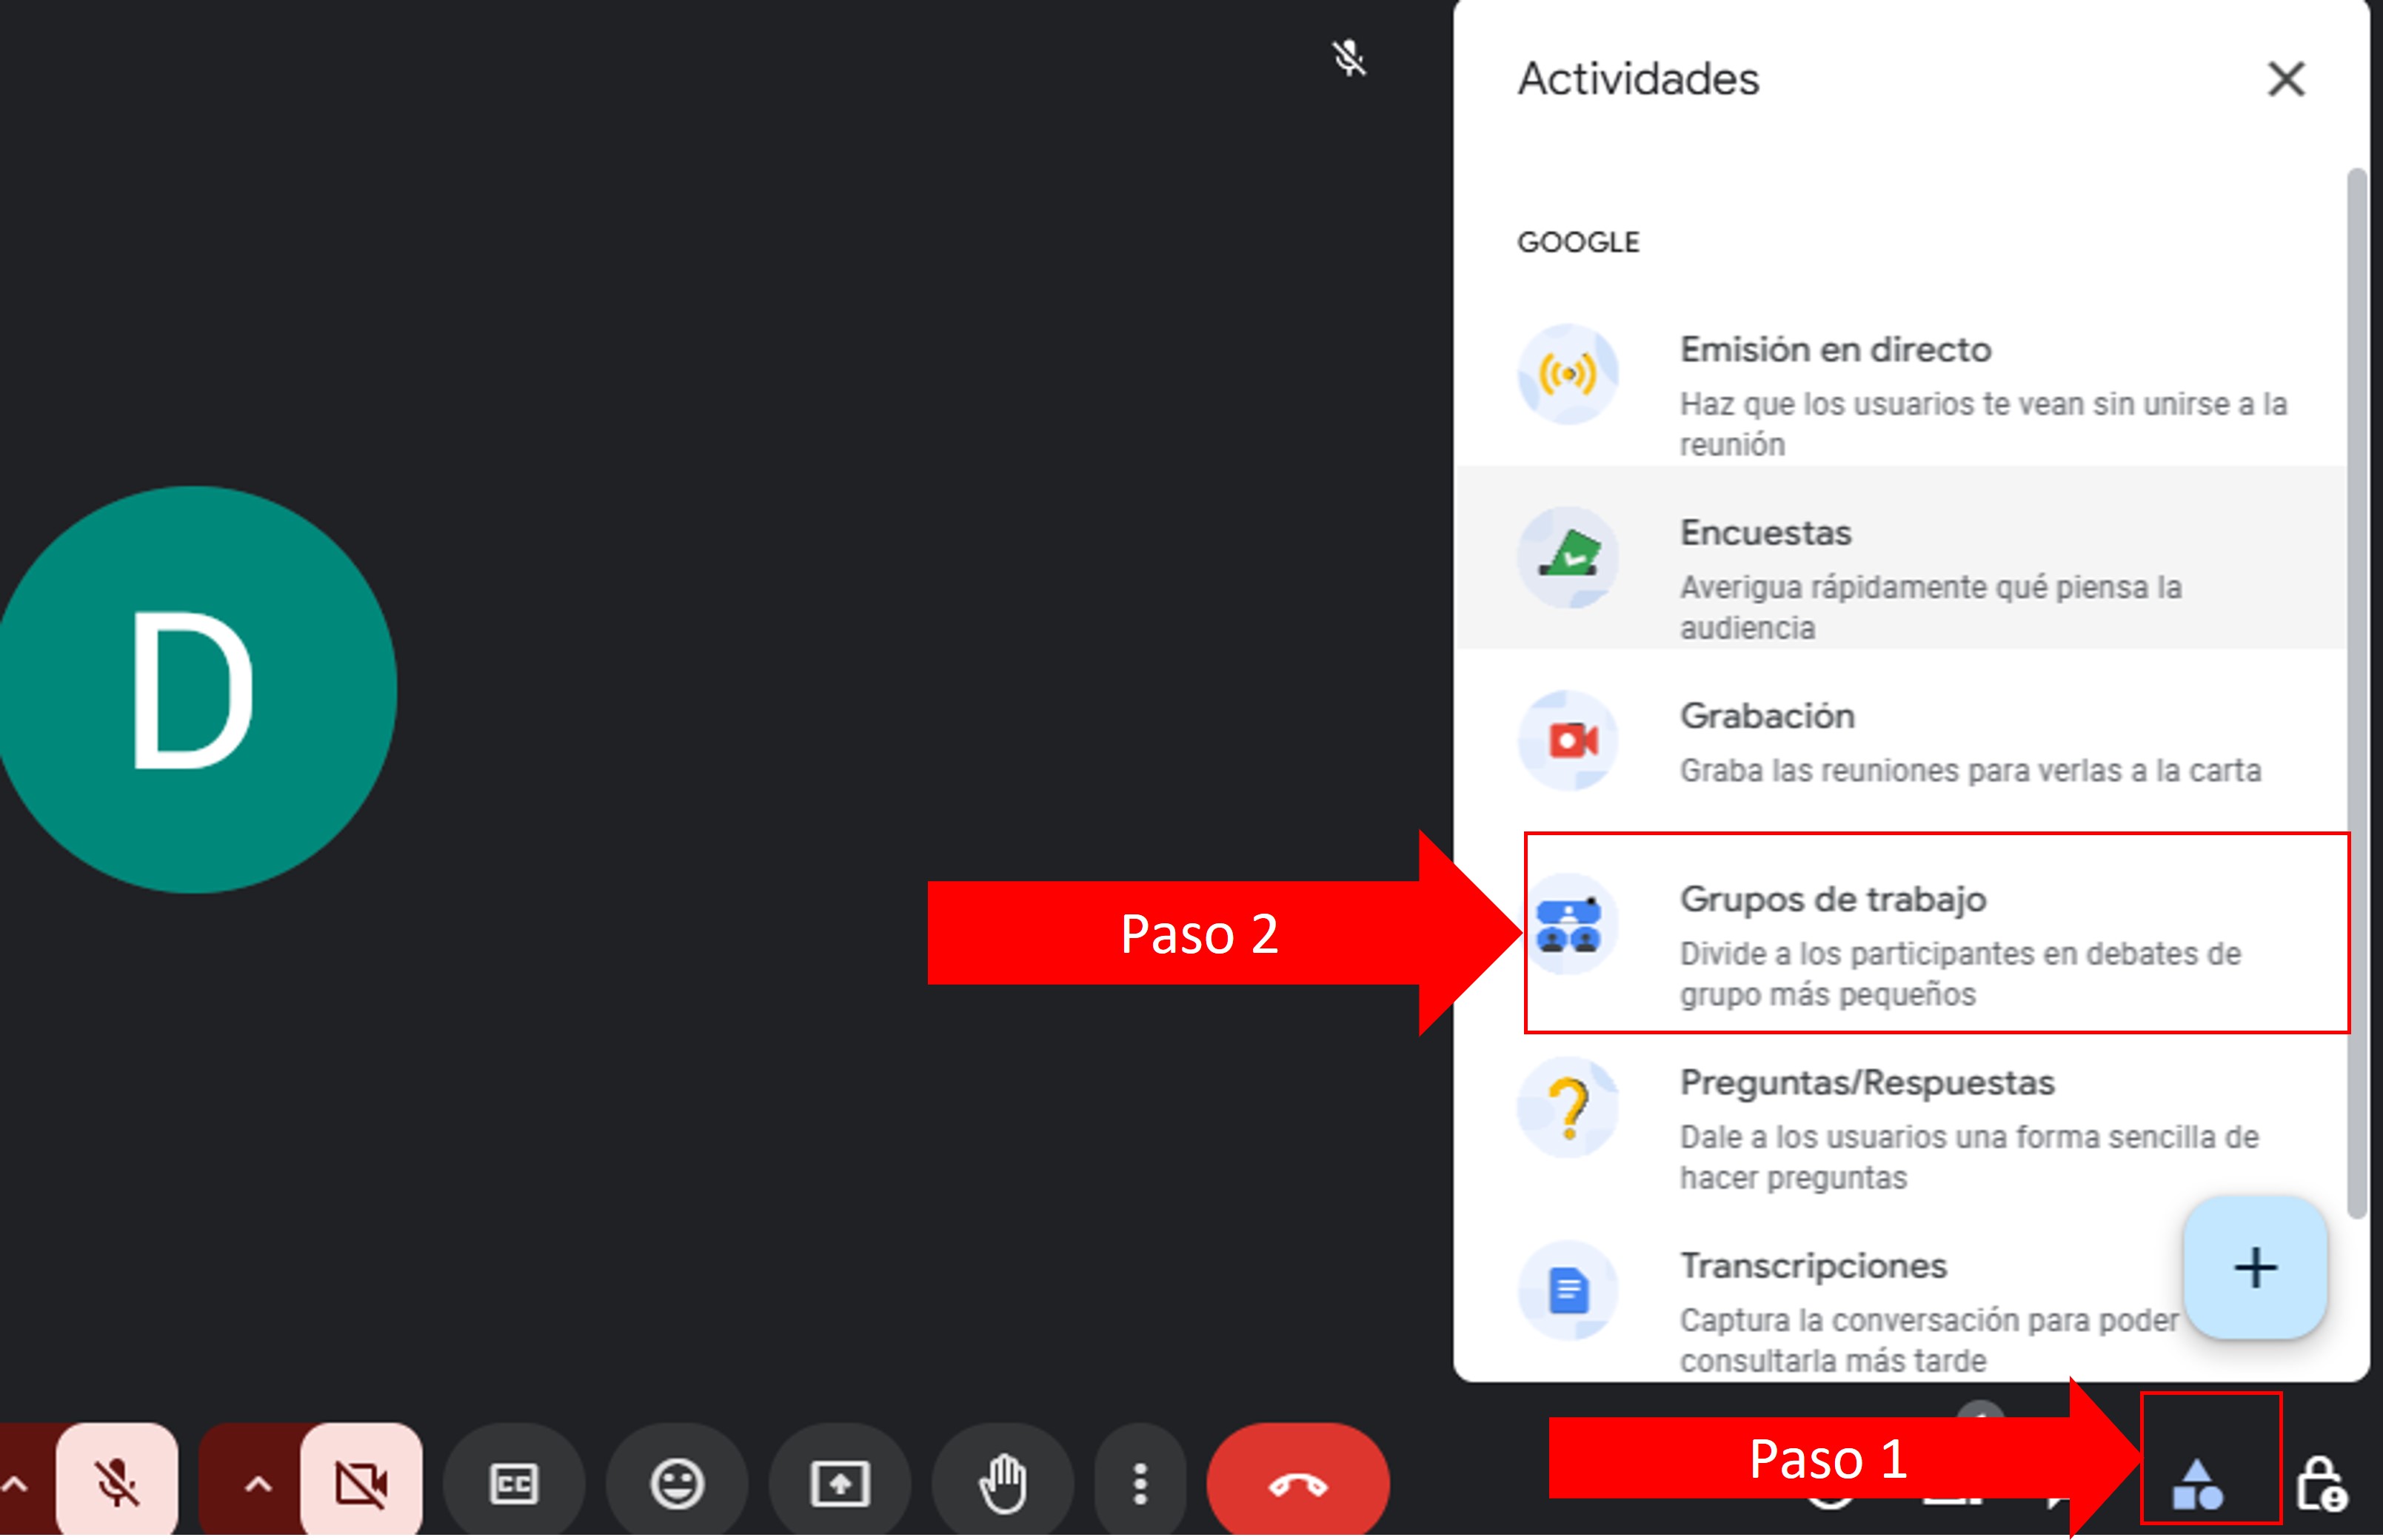 Actividades
GOOGLE
Emisión en directo
Haz que los usuarios te vean sin unirse a la
reunión
Encuestas
Averigua rápidamente qué piensa la
audiencia
Grabación
Graba las reuniones para verlas a la carta
D
Paso 2
Grupos de trabajo
Divide a los participantes en debates de
grupo más pequeños
Preguntas/Respuestas
Dale a los usuarios una forma sencilla de
hacer preguntas
Transcripciones
Captura la conversación para poder
consultarla más tarde
CC
Paso 1